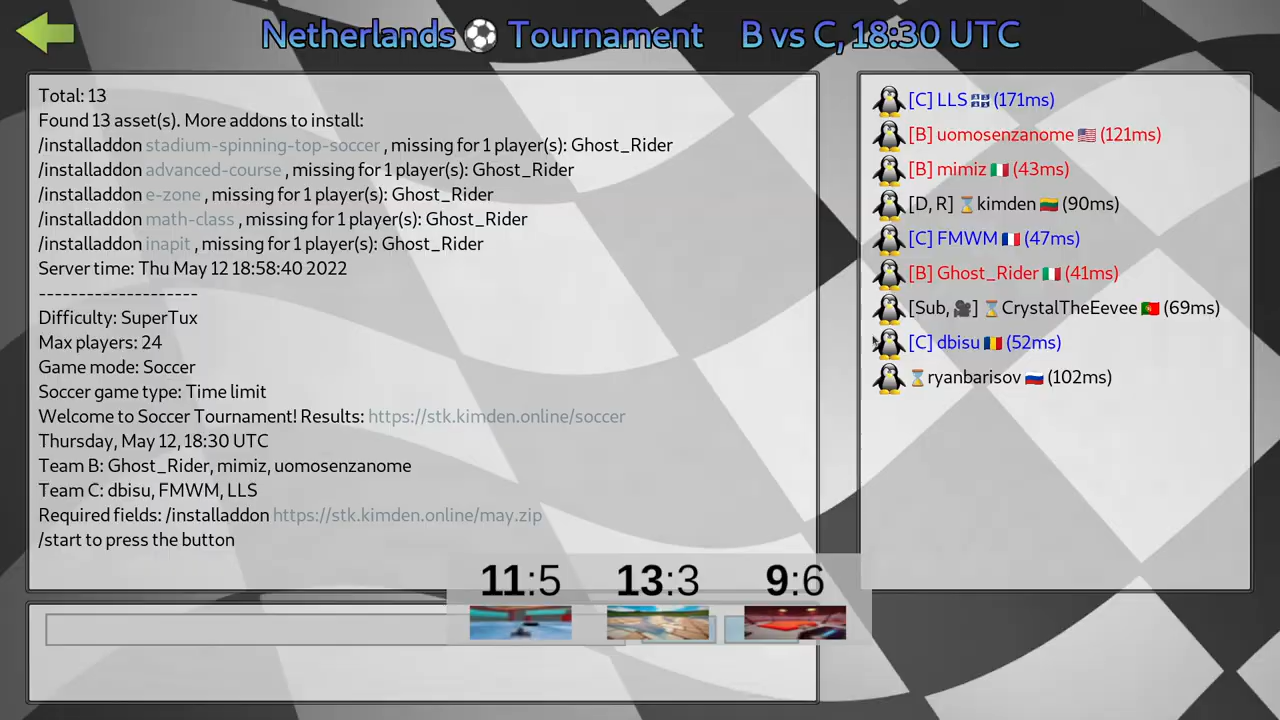 Netherlands ⚽ Tournament B vs C, 18:30 UTC
Total: 13
Found 13 asset(s). More addons to install:
/installaddon stadium-spinning-top-soccer , missing for 1 player(s): Ghost_Rider
/installaddon advanced-course , missing for 1 player(s): Ghost_Rider
/installaddon e-zone , missing for 1 player(s): Ghost_Rider
/installaddon math-class , missing for 1 player(s): Ghost_Rider
/installaddon inapit , missing for 1 player(s): Ghost_Rider
Server time: Thu May 12 18:58:40 2022
--------------------
Difficulty: SuperTux
Max players: 24
Game mode: Soccer
Soccer game type: Time limit
Welcome to Soccer Tournament! Results: https://stk.kimden.online/soccer
Thursday, May 12, 18:30 UTC
Team B: Ghost_Rider, mimiz, uomosenzanome
Team C: dbisu, FMWM, LLS
Required fields: /installaddon https://stk.kimden.online/may.zip
/start to press the button
[C] LLS (171ms)
[B] uomosenzanome 🇺🇸 (121ms)
[B] mimiz 🇮🇹 (43ms)
[D, R] ⌛kimden 🇱🇹 (90ms)
[C] FMWM 🇫🇷 (47ms)
[B] Ghost_Rider 🇮🇹 (41ms)
[Sub, 🎥] ⌛CrystalTheEevee 🇵🇹 (69ms)
[C] dbisu 🇷🇴 (52ms)
⌛ryanbarisov 🇷🇺 (102ms)
11:5 13:3 9:6